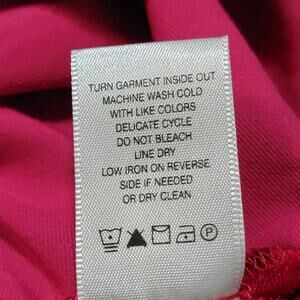 TURN GARMENT INSIDE OUT
MACHINE WASH COLD
WITH LIKE COLORS
DELICATE CYCLE
DO NOT BLEACH
LINE DRY
LOW IRON ON REVERSE
SIDE IF NEEDED
OR DRY CLEAN
P